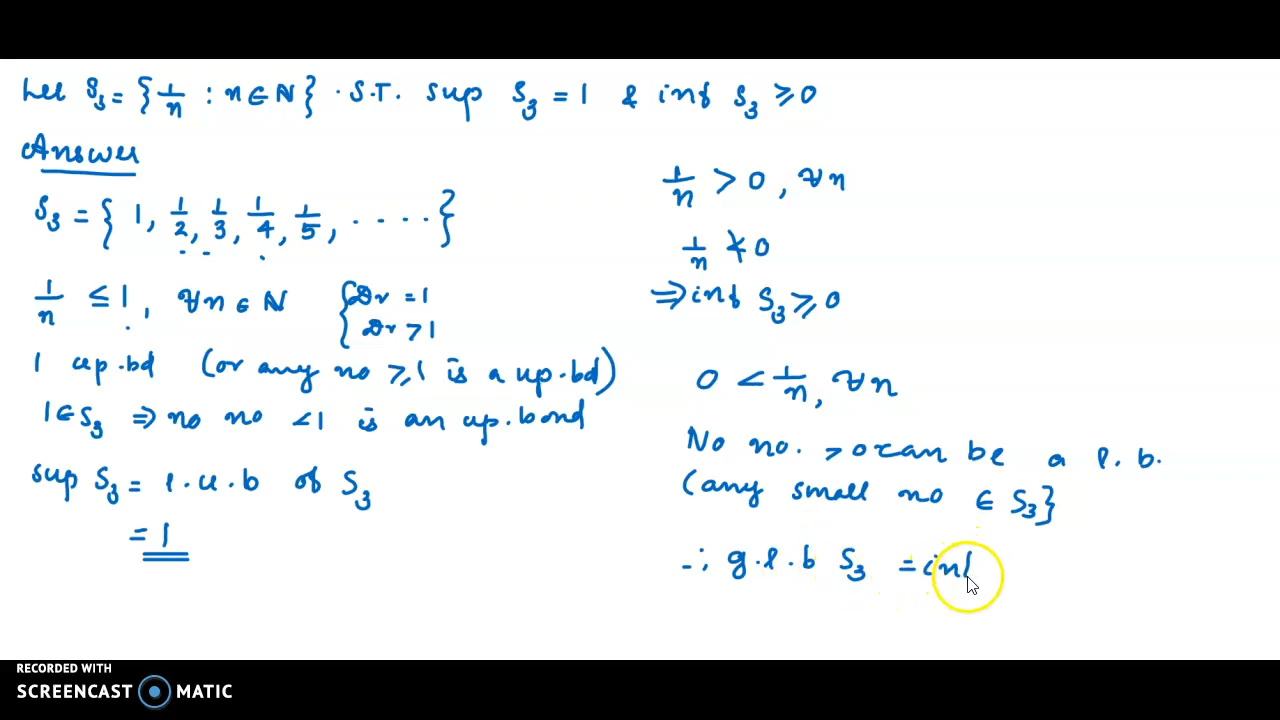 Let S₃ = { 1/n : n ∈ ℕ } . S.T. sup S₃ = 1 & inf S₃ ≥ 0
Answer
S₃ = { 1, 1/2, 1/3, 1/4, 1/5, . . . . }
1/n ≤ 1, ∀n ∈ ℕ { Dr = 1
Dr > 1
1 up.bd (or any no ≥ 1 is a up.bd)
1 ∈ S₃ ⇒ no no < 1 is an up.bond
sup S₃ = l.u.b of S₃
= 1
1/n > 0, ∀n
1/n ≮ 0
⇒ inf S₃ ≥ 0
0 < 1/n, ∀n
No no. > 0 can be a l.b.
(any small no ∈ S₃}
∴ g.l.b S₃ = inf
RECORDED WITH
SCREENCAST MATIC